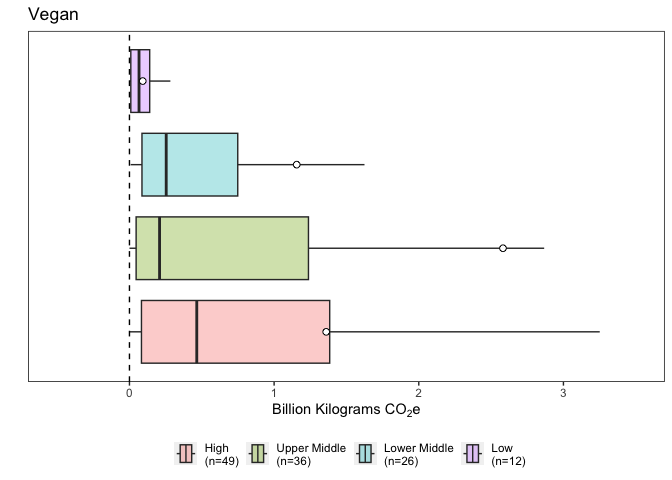 Vegan
0 1 2 3
Billion Kilograms CO₂e
High (n=49)
Upper Middle (n=36)
Lower Middle (n=26)
Low (n=12)